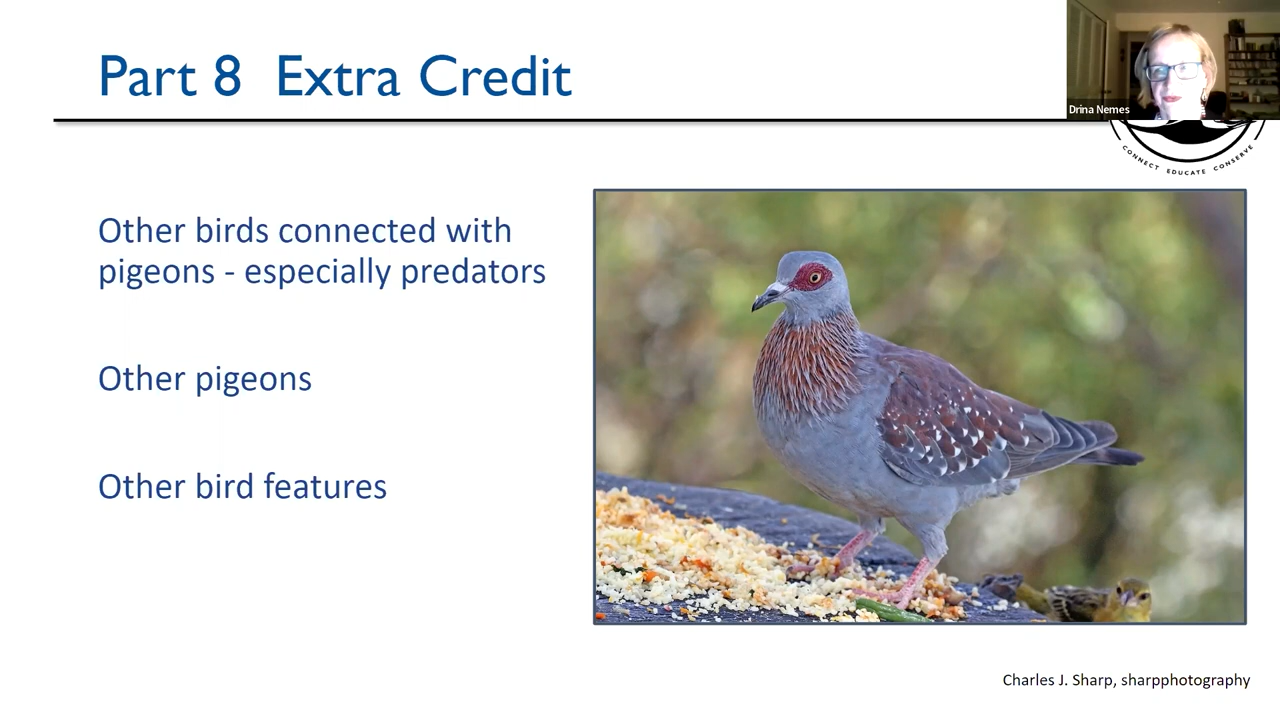 Part 8 Extra Credit
Drina Nemes
CONNECT EDUCATE CONSERVE
Other birds connected with
pigeons - especially predators
Other pigeons
Other bird features
Charles J. Sharp, sharpphotography